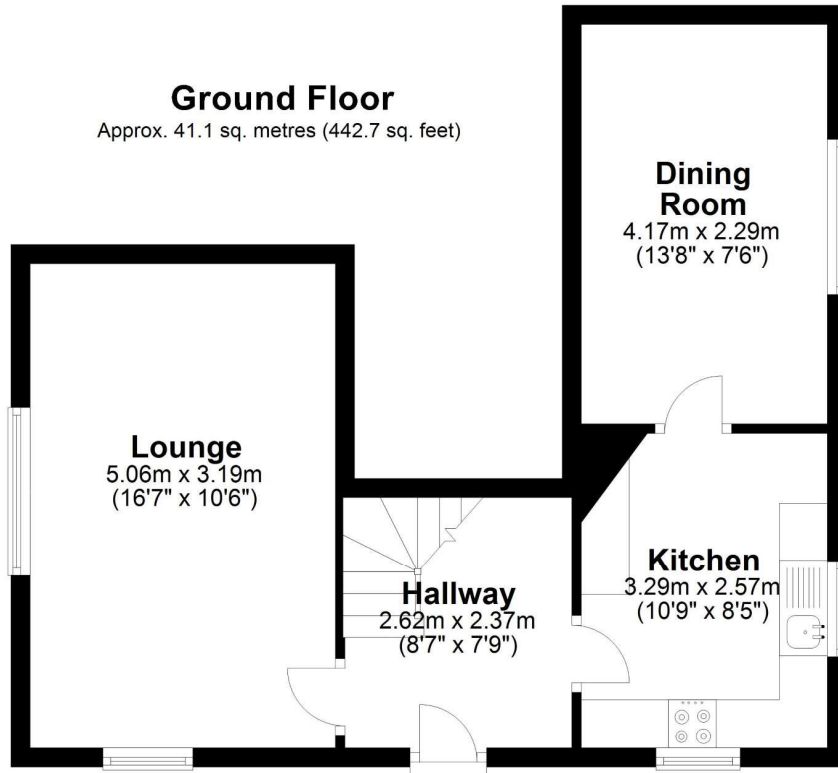 Ground Floor
Approx. 41.1 sq. metres (442.7 sq. feet)
Dining
Room
4.17m x 2.29m
(13'8" x 7'6")
Lounge
5.06m x 3.19m
(16'7" x 10'6")
Hallway
2.62m x 2.37m
(8'7" x 7'9")
Kitchen
3.29m x 2.57m
(10'9" x 8'5")